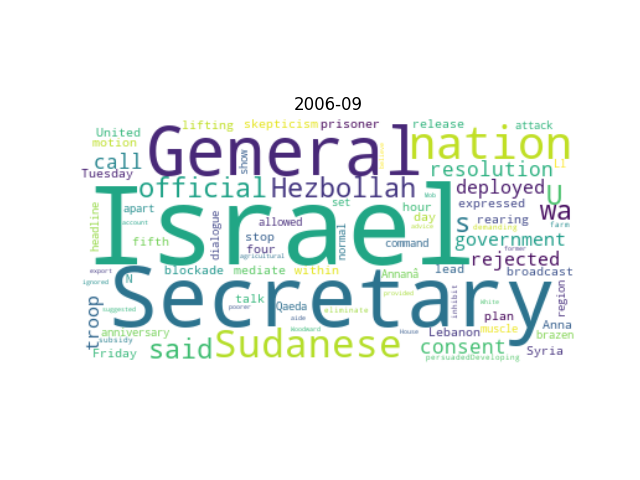 2006-09
United lifting skepticism prisoner release attack
motion General nation
call show resolution
Tuesday official Hezbollah deployed U
Israel set Wob expressed wa
headline apart account dialogue allowed hour day s rearing demanding farm
fifth stop four normal command government
agricultural advice Annanâ rejected
export blockade mediate within lead broadcast
ignored N Secretary region
troop suggested talk Qaeda eliminate provided inhibit White plan Anna
poorer aide muscle
anniversary Woodward House Lebanon brazen
subsidy Friday said Sudanese consent Syria
persuadedDeveloping former